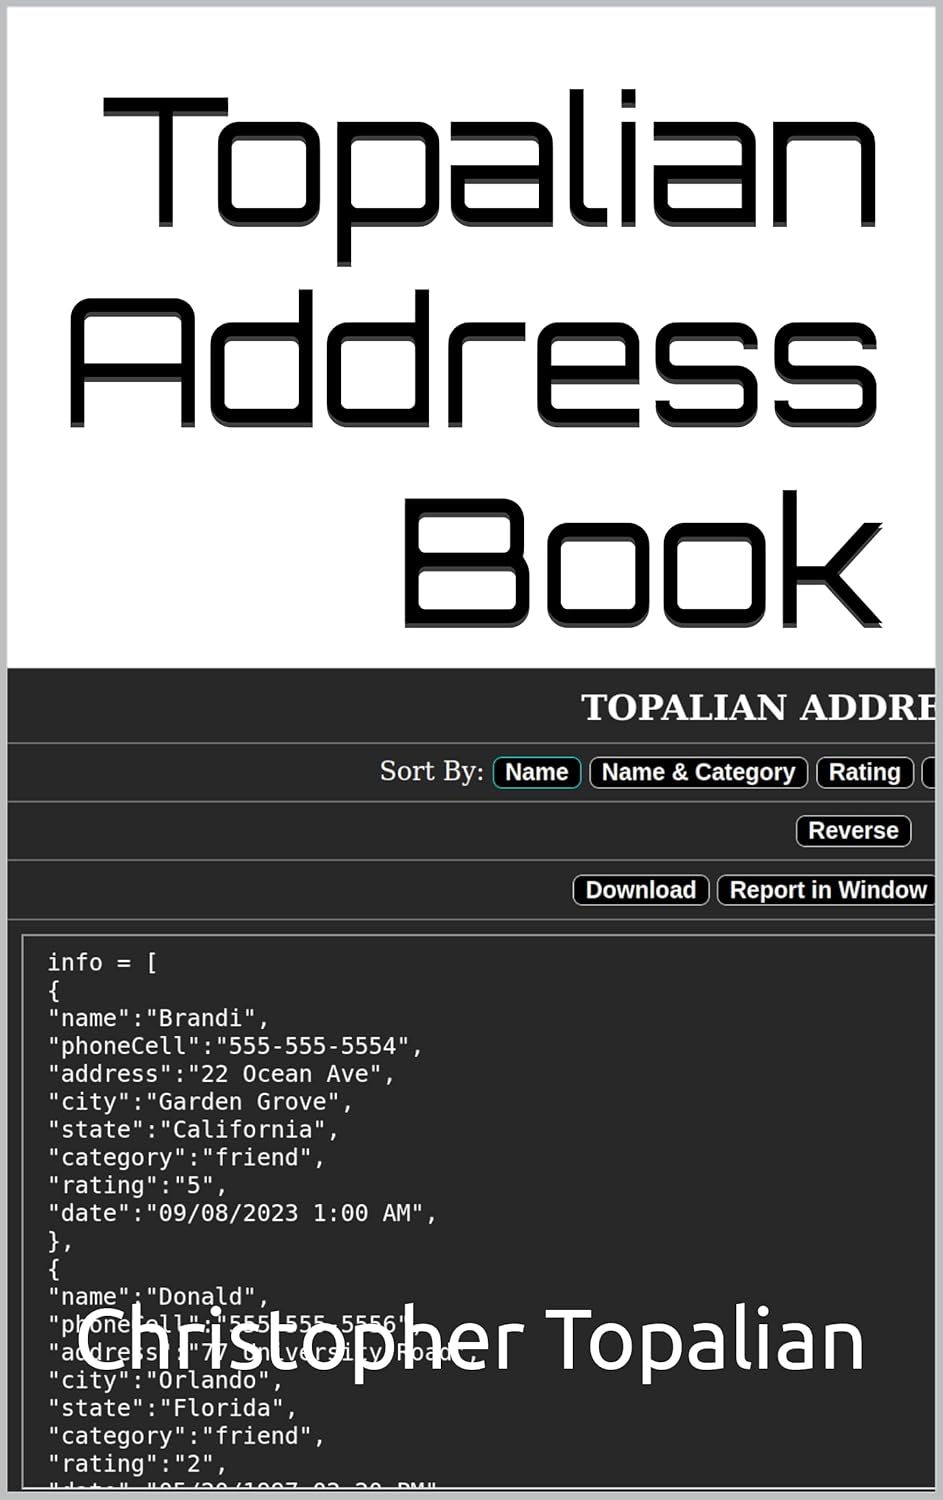 Topalian
Address
Book
TOPALIAN ADDRE
Sort By: Name Name & Category Rating
Reverse
Download Report in Window
info = [
{
"name":"Brandi",
"phoneCell":"555-555-5554",
"address":"22 Ocean Ave",
"city":"Garden Grove",
"state":"California",
"category":"friend",
"rating":"5",
"date":"09/08/2023 1:00 AM",
},
{
"name":"Donald",
"phoneCell":"555-555-5556",
"address":"77 University Road",
Christopher Topalian
"city":"Orlando",
"state":"Florida",
"category":"friend",
"rating":"2",